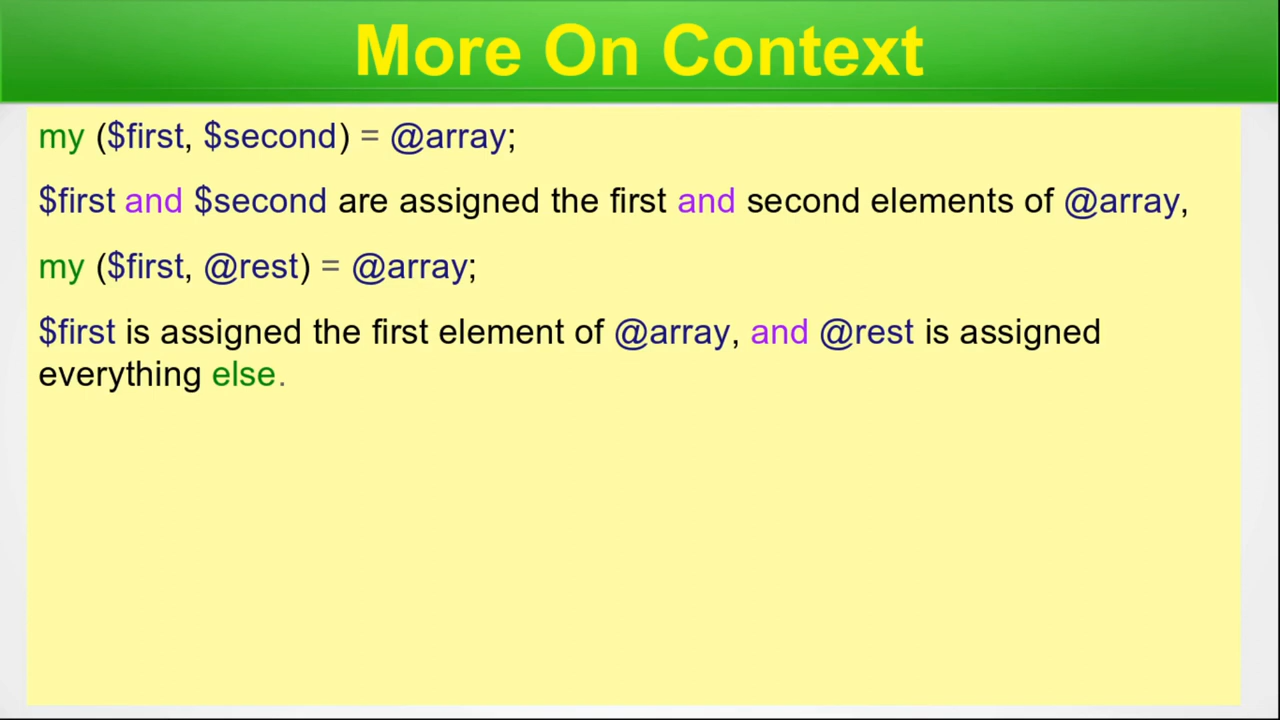 More On Context
my ($first, $second) = @array;
$first and $second are assigned the first and second elements of @array,
my ($first, @rest) = @array;
$first is assigned the first element of @array, and @rest is assigned
everything else.